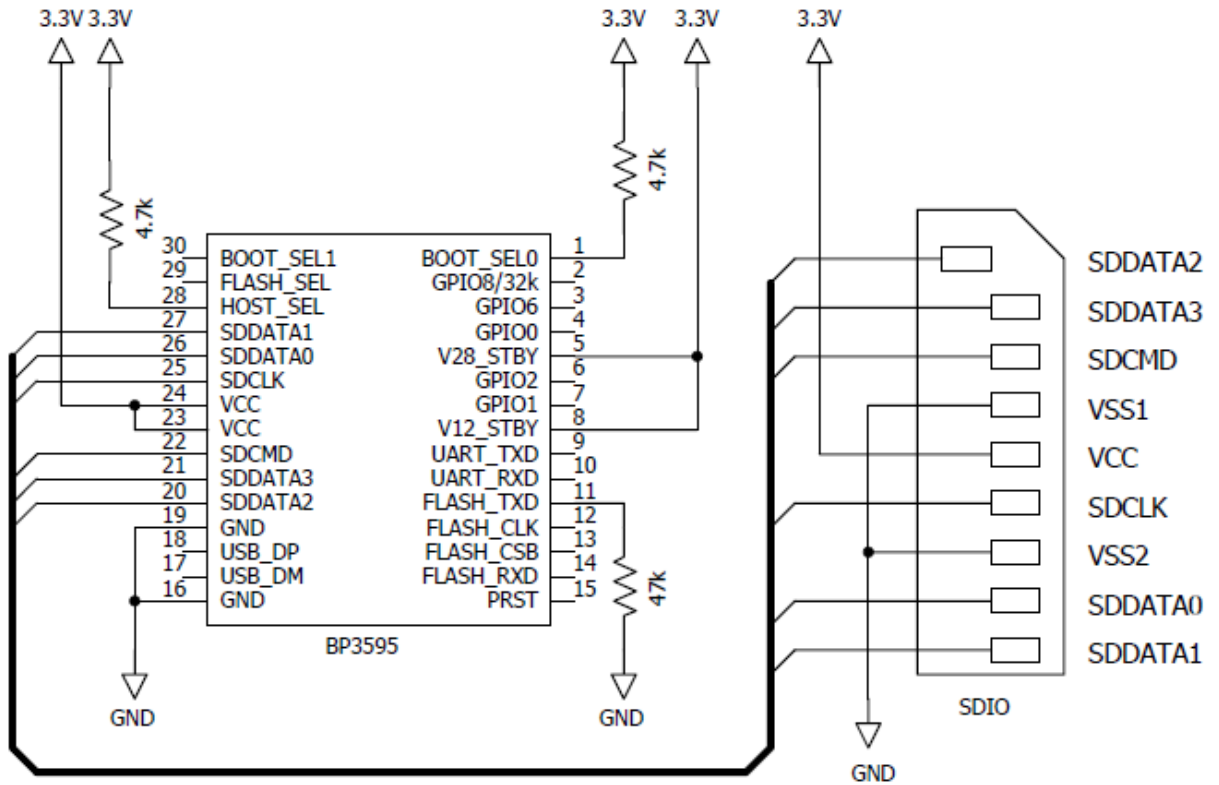 3.3V 3.3V 3.3V 3.3V 3.3V
4.7k
4.7k
30 BOOT_SEL1 BOOT_SEL0 1
29 FLASH_SEL GPIO8/32k 2
28 HOST_SEL GPIO6 3
27 SDDATA1 GPIO0 4
26 SDDATA0 V28_STBY 5
25 SDCLK GPIO2 6
24 VCC GPIO1 7
23 VCC V12_STBY 8
22 SDCMD UART_TXD 9
21 SDDATA3 UART_RXD 10
20 SDDATA2 FLASH_TXD 11
19 GND FLASH_CLK 12
18 USB_DP FLASH_CSB 13
17 USB_DM FLASH_RXD 14
16 GND PRST 15
47k
BP3595
GND
GND
SDDATA2
SDDATA3
SDCMD
VSS1
VCC
SDCLK
VSS2
SDDATA0
SDDATA1
SDIO
GND